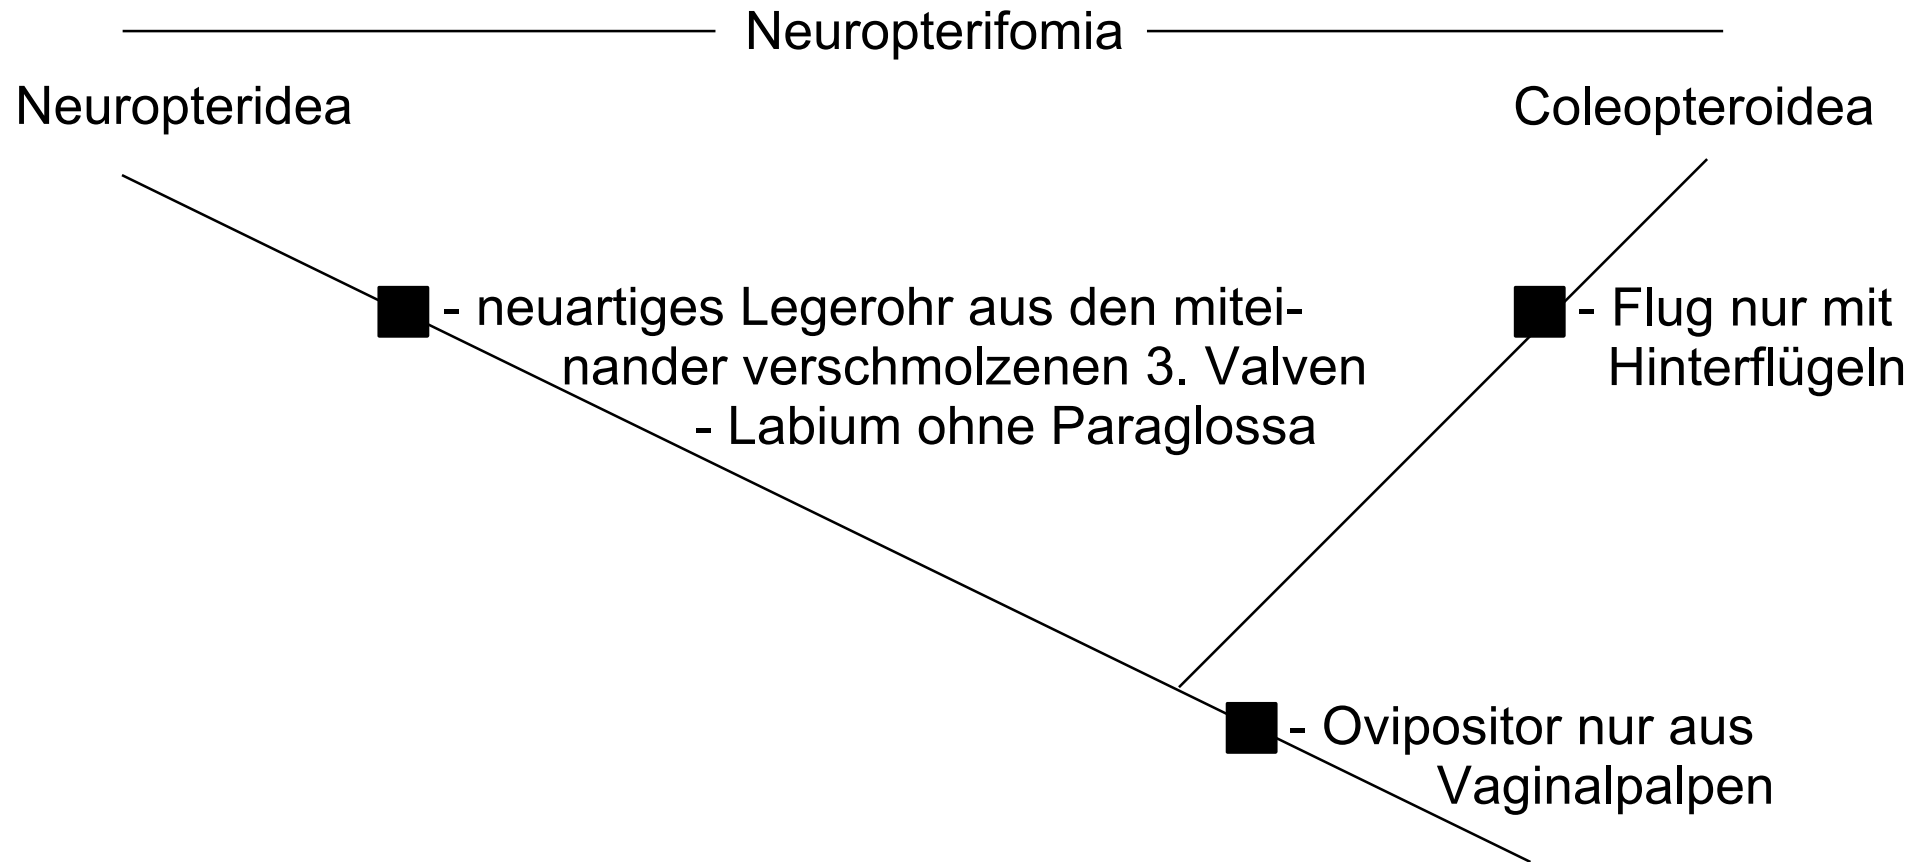 Neuropterifomia
Neuropteridea
Coleopteroidea
- neuartiges Legerohr aus den mitei-
nander verschmolzenen 3. Valven
- Labium ohne Paraglossa
- Flug nur mit
Hinterflügeln
- Ovipositor nur aus
Vaginalpalpen